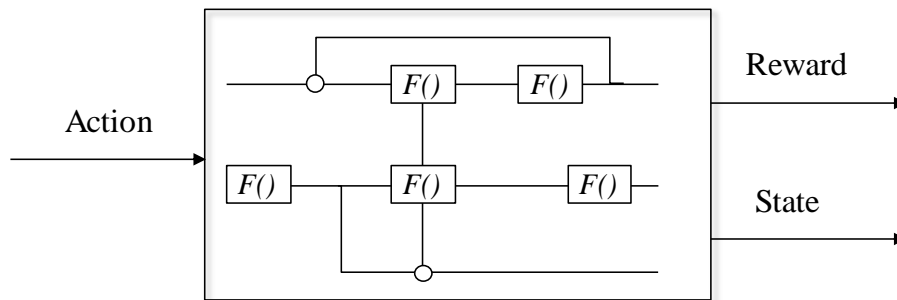 Action
F()
F()
F()
F()
F()
Reward
State